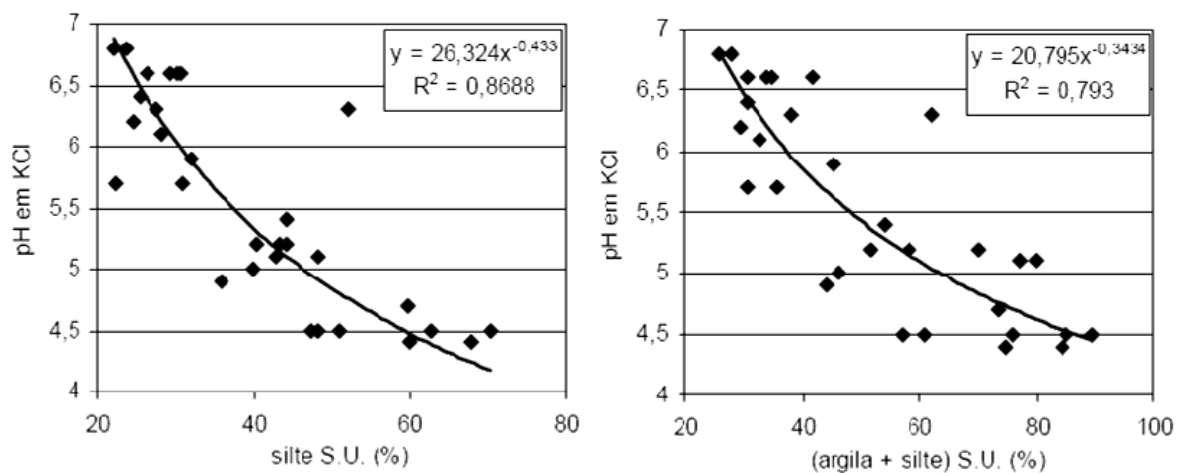 7
6,5
6
5,5
5
4,5
4
pH em KCl
y = 26,324x^-0,433
R² = 0,8688
20 40 60 80
silte S.U. (%)
7
6,5
6
5,5
5
4,5
4
pH em KCl
y = 20,795x^-0,3434
R² = 0,793
20 40 60 80 100
(argila + silte) S.U. (%)